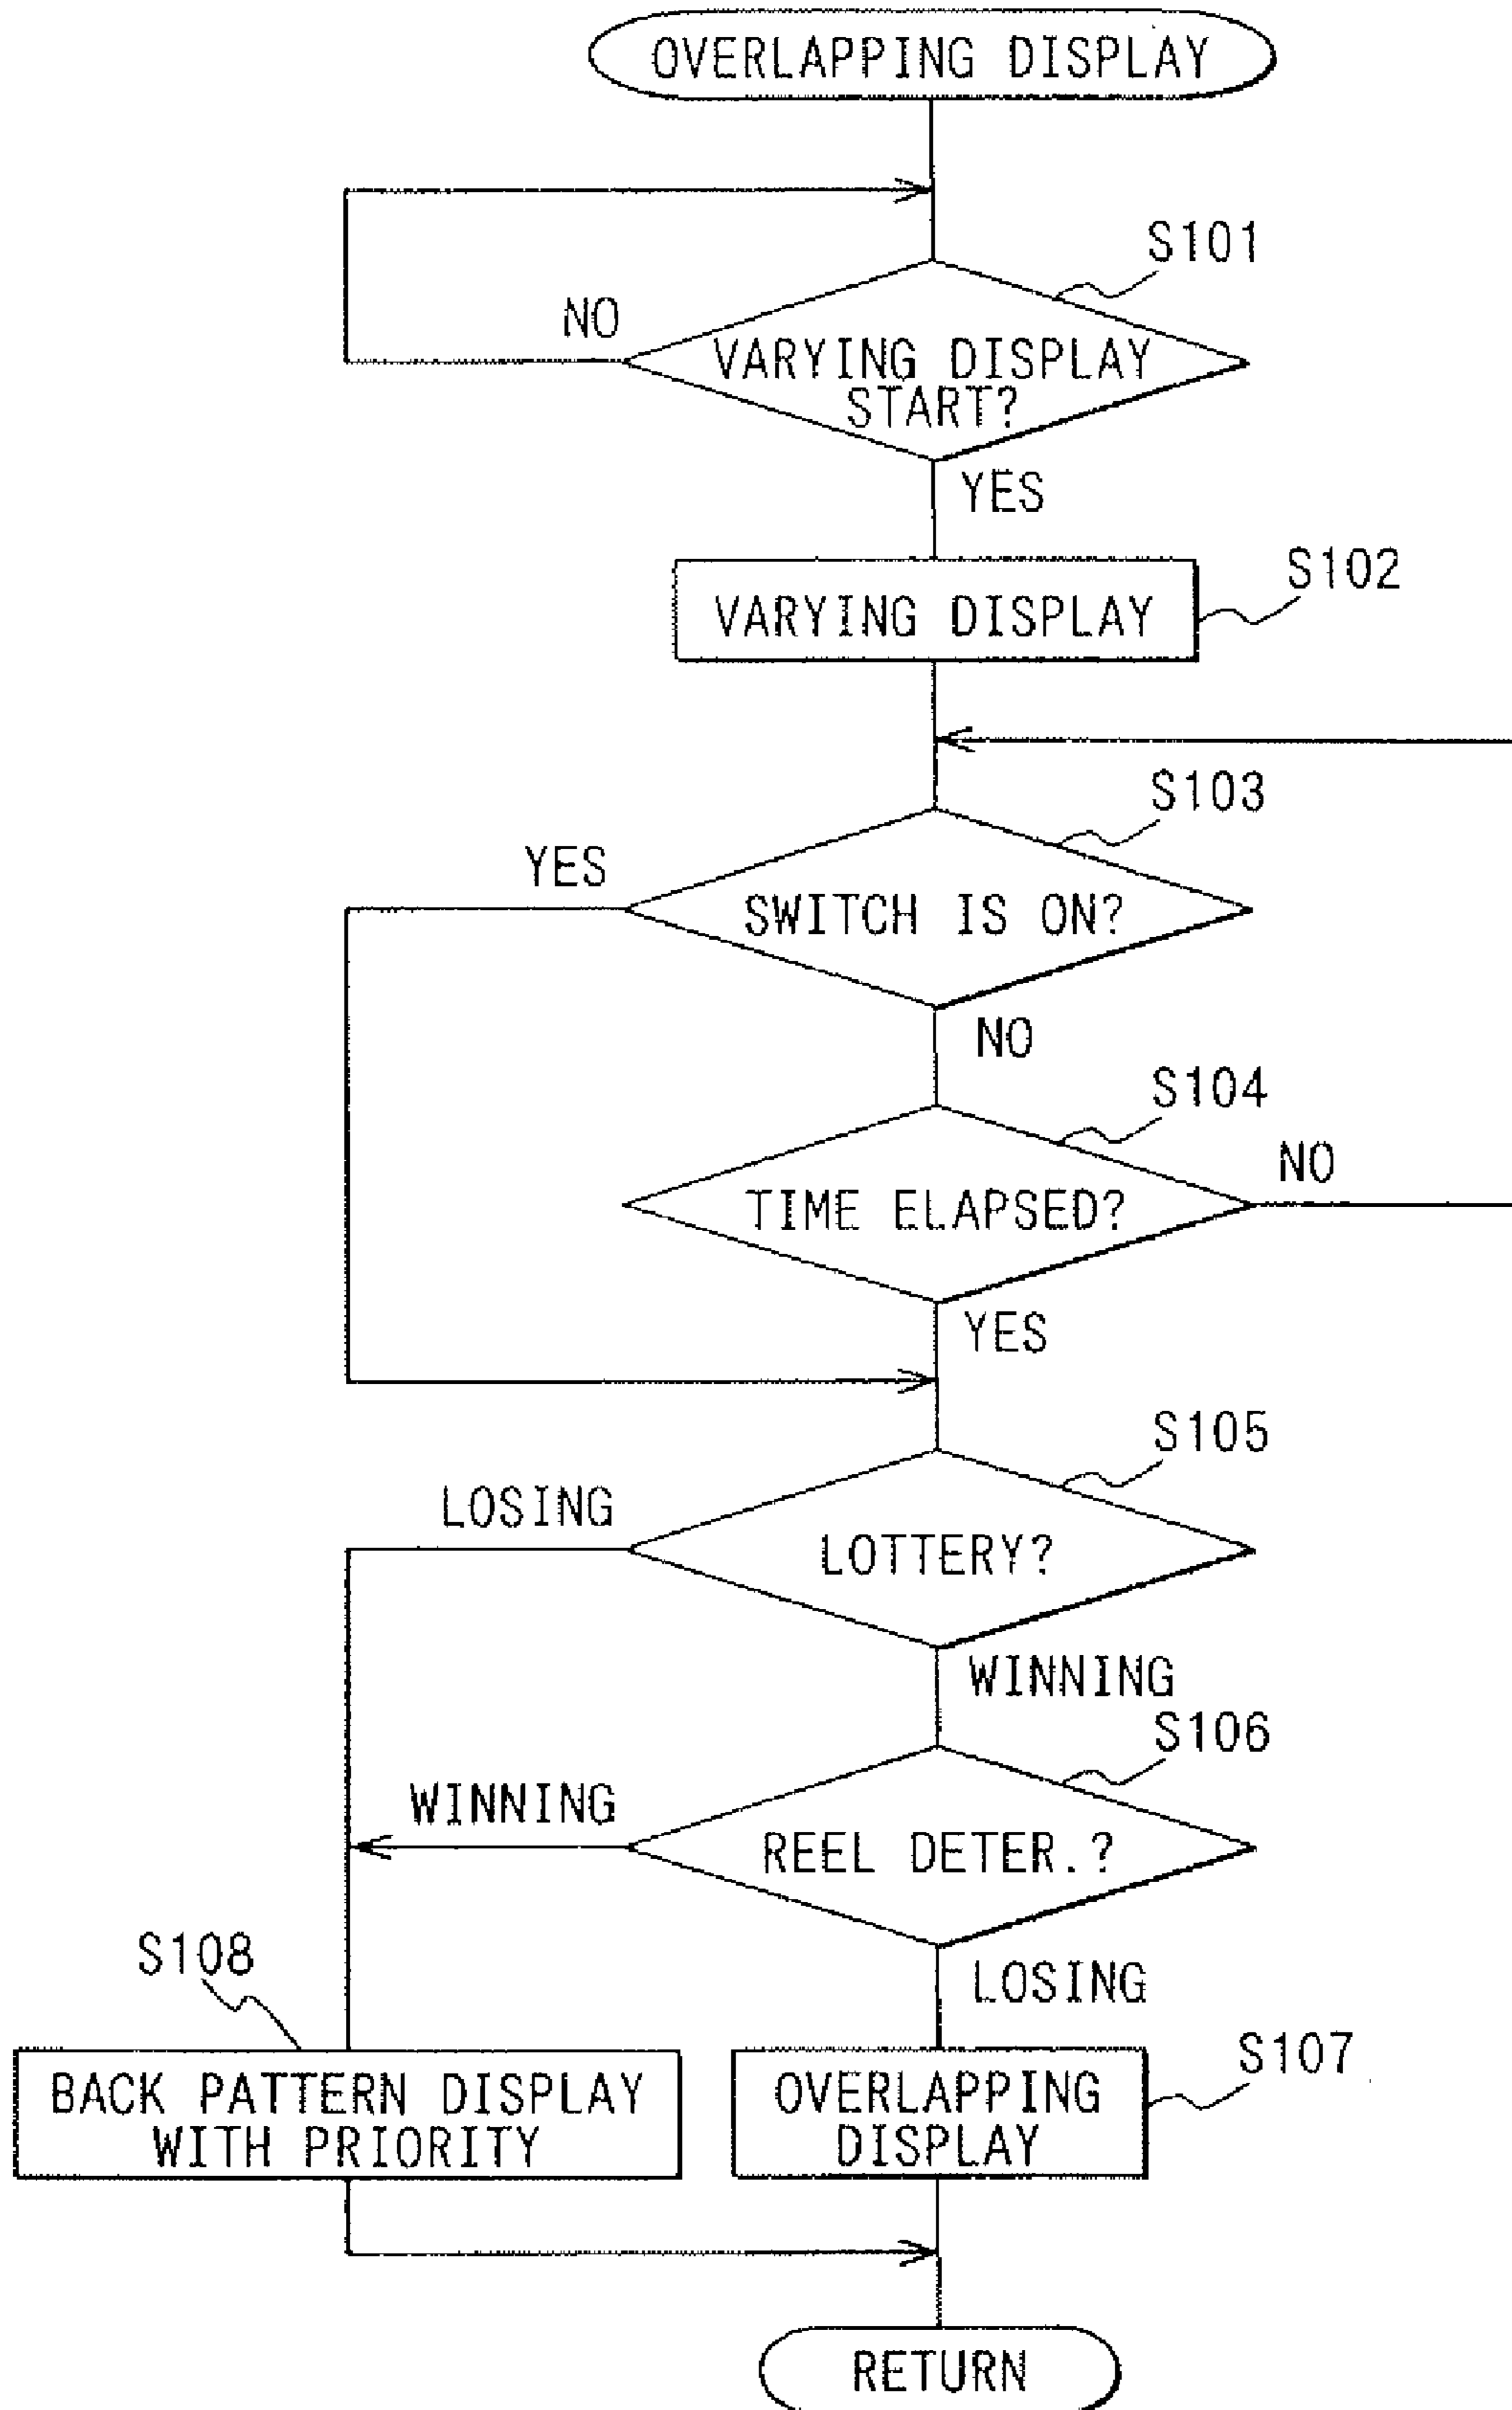 OVERLAPPING DISPLAY
S101
NO
VARYING DISPLAY
START?
YES
S102
VARYING DISPLAY
S103
YES
SWITCH IS ON?
NO
S104
NO
TIME ELAPSED?
YES
S105
LOSING
LOTTERY?
WINNING
S106
WINNING
REEL DETER.?
S108
LOSING
S107
BACK PATTERN DISPLAY
WITH PRIORITY
OVERLAPPING
DISPLAY
RETURN